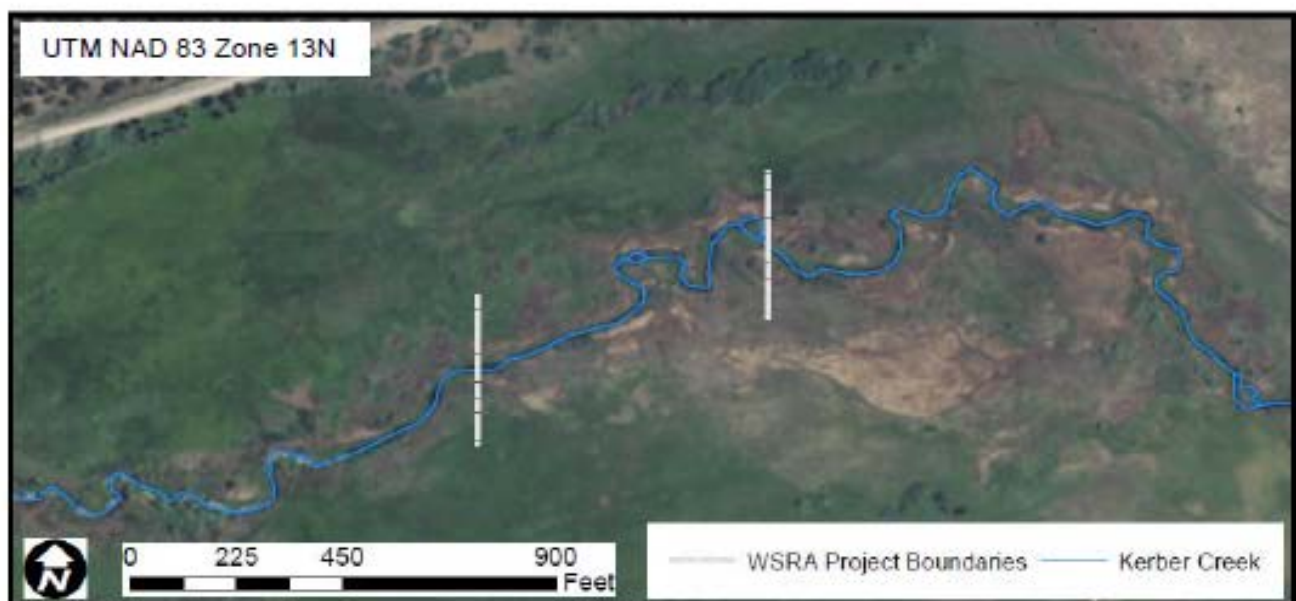 UTM NAD 83 Zone 13N
N
0 225 450 900
Feet
WSRA Project Boundaries
Kerber Creek